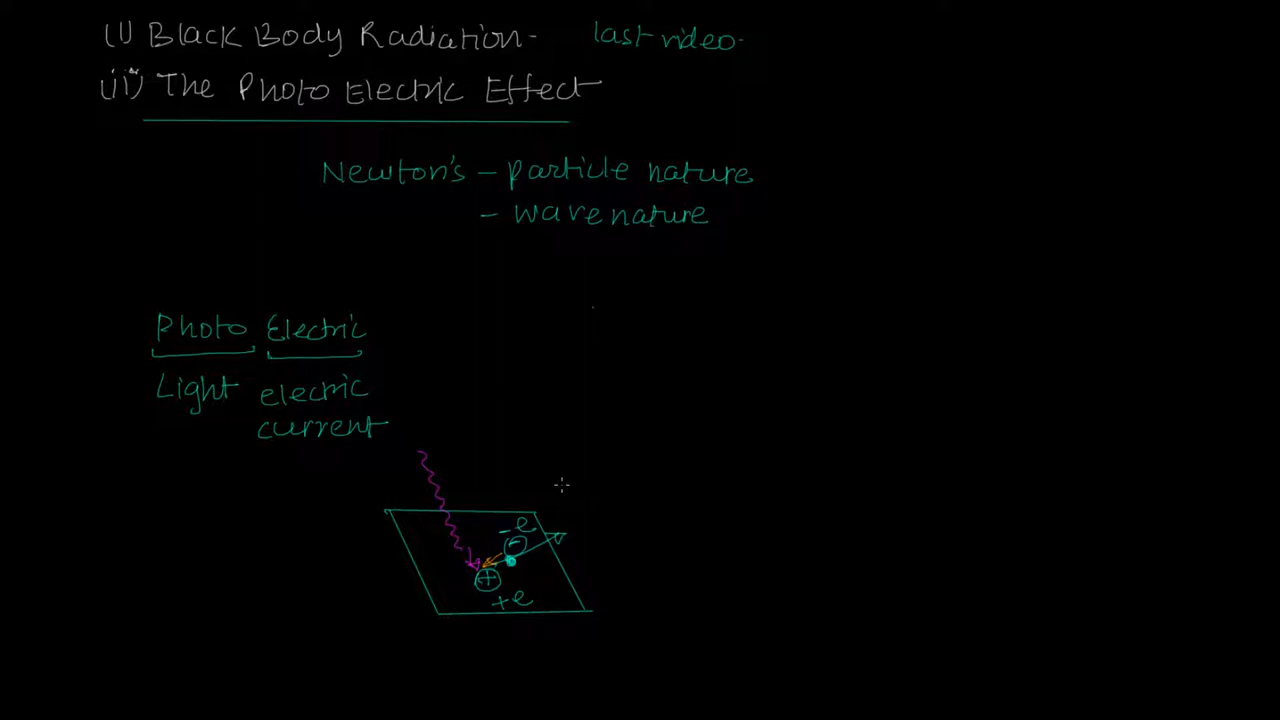 (i) Black Body Radiation- last video-
(ii) The Photo Electric Effect
Newton's - particle nature
- wave nature
Photo Electric
Light electric
current
-e
-
+
+e